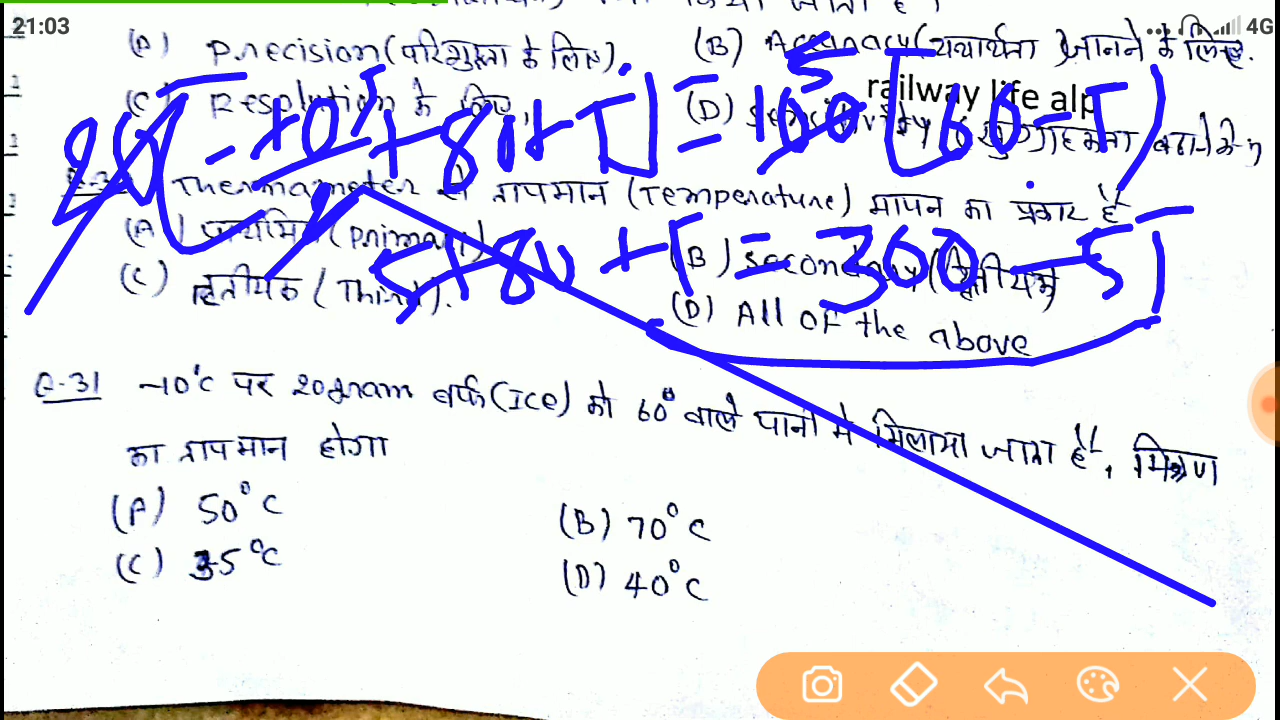 21:03 4G
(A) Precision (परिशुद्धता के लिए).
(B) Accuracy (यथार्थता) जानने के लिए.
railway life alp
(C) Resolution के लिए,
(D)
20[-10/2 + 80 + T] = 100[60 - T]
Thermometer से तापमान (Temperature) मापन का प्रकार है
(A) प्राथमिक (Primary)
(B) Secondary (द्वितीयक)
5 + 80 + T = 300 - 5T
(C) (Third).
(D) All OF the above
Q.31 -10°C पर 20gram बर्फ (Ice) को 60° वाले पानी मे मिलाया जाता है, मिश्रण
का तापमान होगा
(A) 50°C
(B) 70°C
(C) 35°C
(D) 40°C